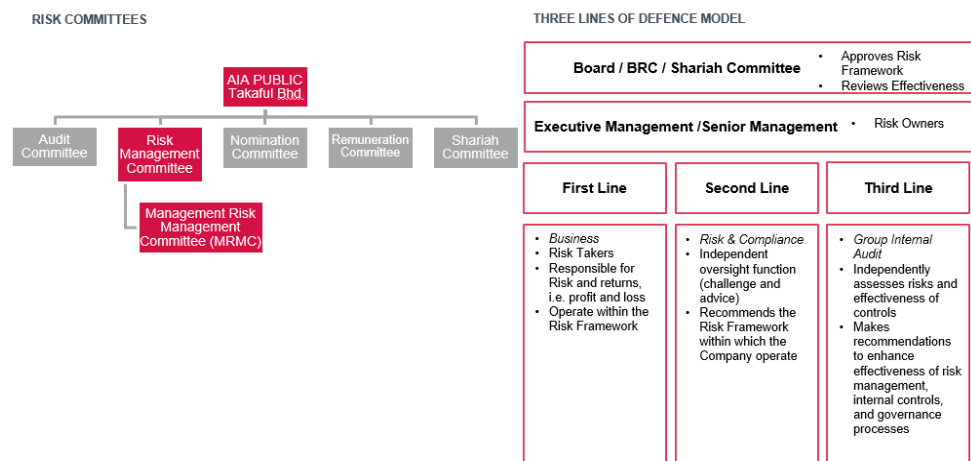 RISK COMMITTEES
AIA PUBLIC
Takaful Bhd
Audit
Committee
Risk
Management
Committee
Nomination
Committee
Remuneration
Committee
Shariah
Committee
Management Risk
Management
Committee (MRMC)
THREE LINES OF DEFENCE MODEL
Board / BRC / Shariah Committee
• Approves Risk
Framework
• Reviews Effectiveness
Executive Management /Senior Management
• Risk Owners
First Line
Second Line
Third Line
• Business
• Risk Takers
• Responsible for
Risk and returns,
i.e. profit and loss
• Operate within the
Risk Framework
• Risk & Compliance
• Independent
oversight function
(challenge and
advice)
• Recommends the
Risk Framework
within which the
Company operate
• Group Internal
Audit
• Independently
assesses risks and
effectiveness of
controls
• Makes
recommendations
to enhance
effectiveness of risk
management,
internal controls,
and governance
processes